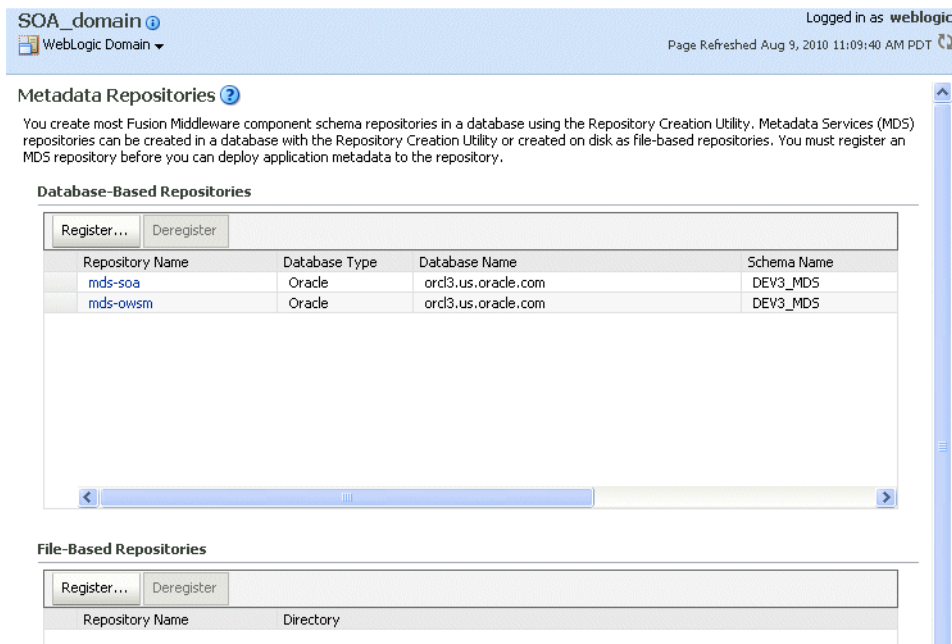 SOA_domain
Logged in as weblogic
WebLogic Domain
Page Refreshed Aug 9, 2010 11:09:40 AM PDT
Metadata Repositories
You create most Fusion Middleware component schema repositories in a database using the Repository Creation Utility. Metadata Services (MDS)
repositories can be created in a database with the Repository Creation Utility or created on disk as file-based repositories. You must register an
MDS repository before you can deploy application metadata to the repository.
Database-Based Repositories
Register... Deregister
Repository Name Database Type Database Name Schema Name
mds-soa Oracle orcl3.us.oracle.com DEV3_MDS
mds-owsm Oracle orcl3.us.oracle.com DEV3_MDS
File-Based Repositories
Register... Deregister
Repository Name Directory